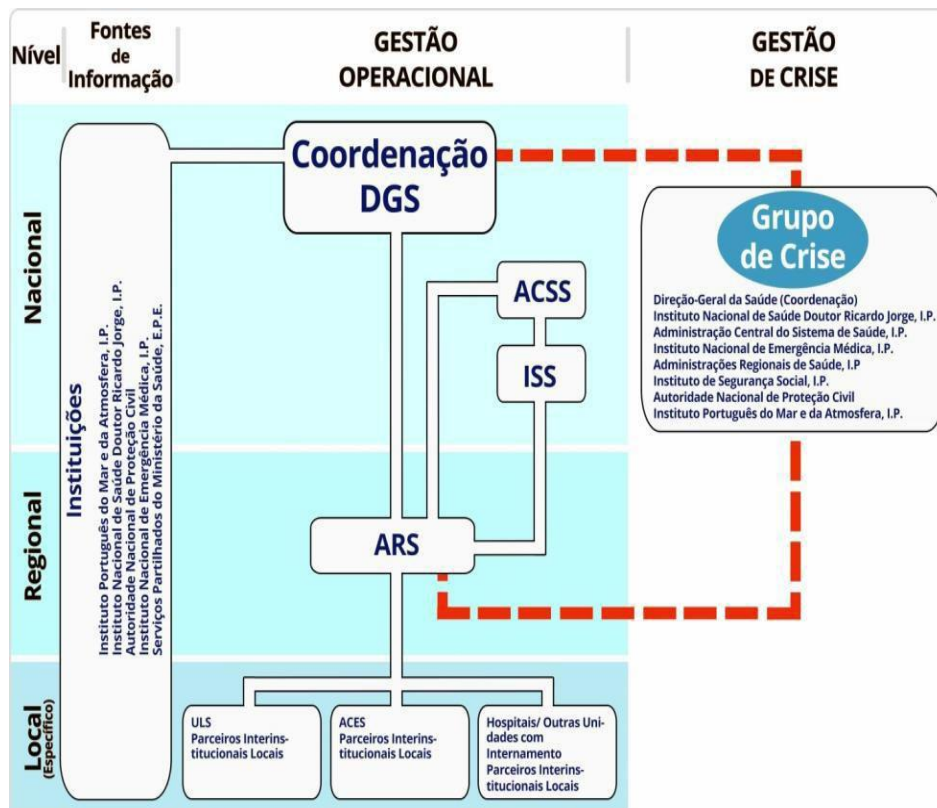 Nível
Fontes
de
Informação
GESTÃO
OPERACIONAL
GESTÃO
DE CRISE
Nacional
Regional
Local
(Específico)
Instituições
Instituto Português do Mar e da Atmosfera, I.P.
Instituto Nacional de Saúde Doutor Ricardo Jorge, I.P.
Autoridade Nacional de Proteção Civil
Instituto Nacional de Emergência Médica, I.P.
Serviços Partilhados do Ministério da Saúde, E.P.E.
Coordenação
DGS
ACSS
ISS
ARS
ULS
Parceiros Interins-
titucionais Locais
ACES
Parceiros Interins-
titucionais Locais
Hospitais/ Outras Uni-
dades com
Internamento
Parceiros Interins-
titucionais Locais
Grupo
de Crise
Direção-Geral da Saúde (Coordenação)
Instituto Nacional de Saúde Doutor Ricardo Jorge, I.P.
Administração Central do Sistema de Saúde, I.P.
Instituto Nacional de Emergência Médica, I.P.
Administrações Regionais de Saúde, I.P
Instituto de Segurança Social, I.P.
Autoridade Nacional de Proteção Civil
Instituto Português do Mar e da Atmosfera, I.P.